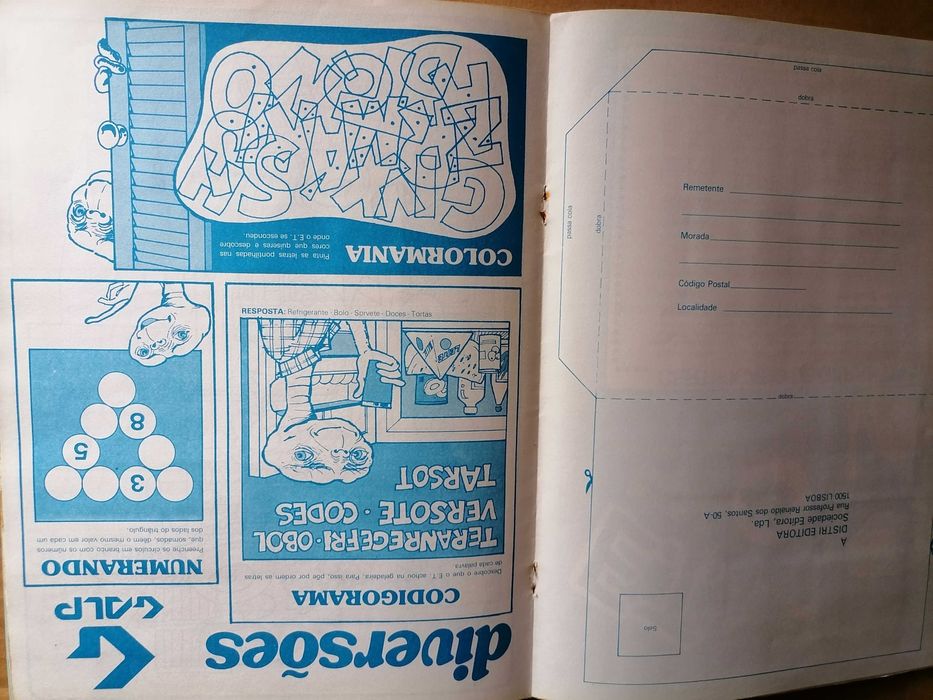 diversões
GALP
CODIGORAMA
Descobre o que o E.T. achou na geladeira. Para isso, põe por ordem as letras
de cada palavra.
TERANREGEFRI · OBOL
VERSOTE · CODES
TARSOT
RESPOSTA: Refrigerante - Bolo - Sorvete - Doces - Tortas
NUMERANDO
Preenche os círculos em branco com os números
que, somados, dêem o mesmo valor em cada um
dos lados do triângulo.
3
5
8
COLORMANIA
Pinta as letras pontilhadas nas
cores que quiseres e descobre
onde o E.T. se escondeu.
passa cola
dobra
passa cola
dobra
Remetente
Morada
Código Postal
Localidade
dobra
À
DISTRI EDITORA
Sociedade Editora, Lda.
Rua Professor Reinaldo dos Santos, 50-A
1500 LISBOA
Selo